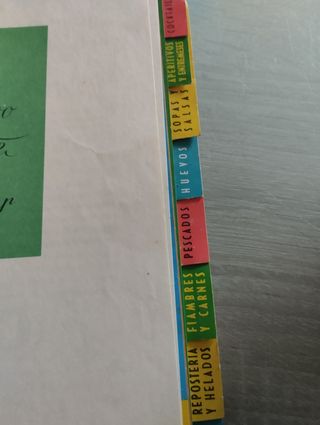 COCKTAILS
APERITIVOS
Y ENTREMESES
SOPAS Y
SALSAS
HUEVOS
PESCADOS
FIAMBRES
Y CARNES
REPOSTERIA
Y HELADOS